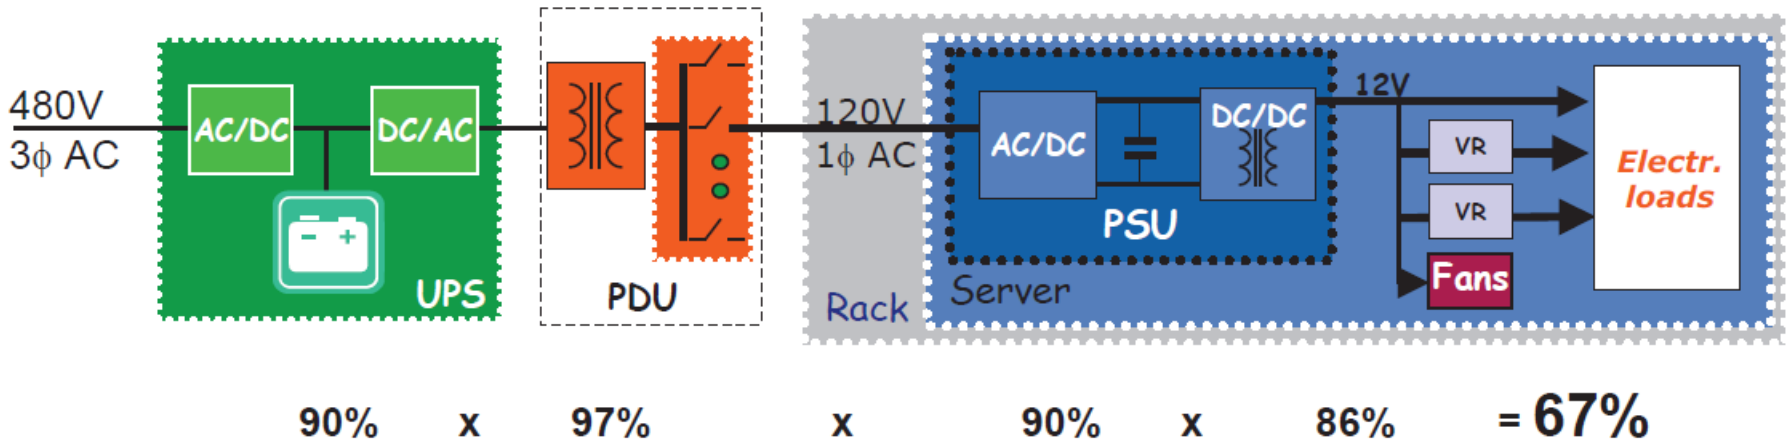 480V
3ϕ AC
AC/DC
DC/AC
UPS
PDU
120V
1ϕ AC
Rack
Server
AC/DC
DC/DC
PSU
12V
VR
VR
Fans
Electr.
loads
90% x 97% x 90% x 86% = 67%